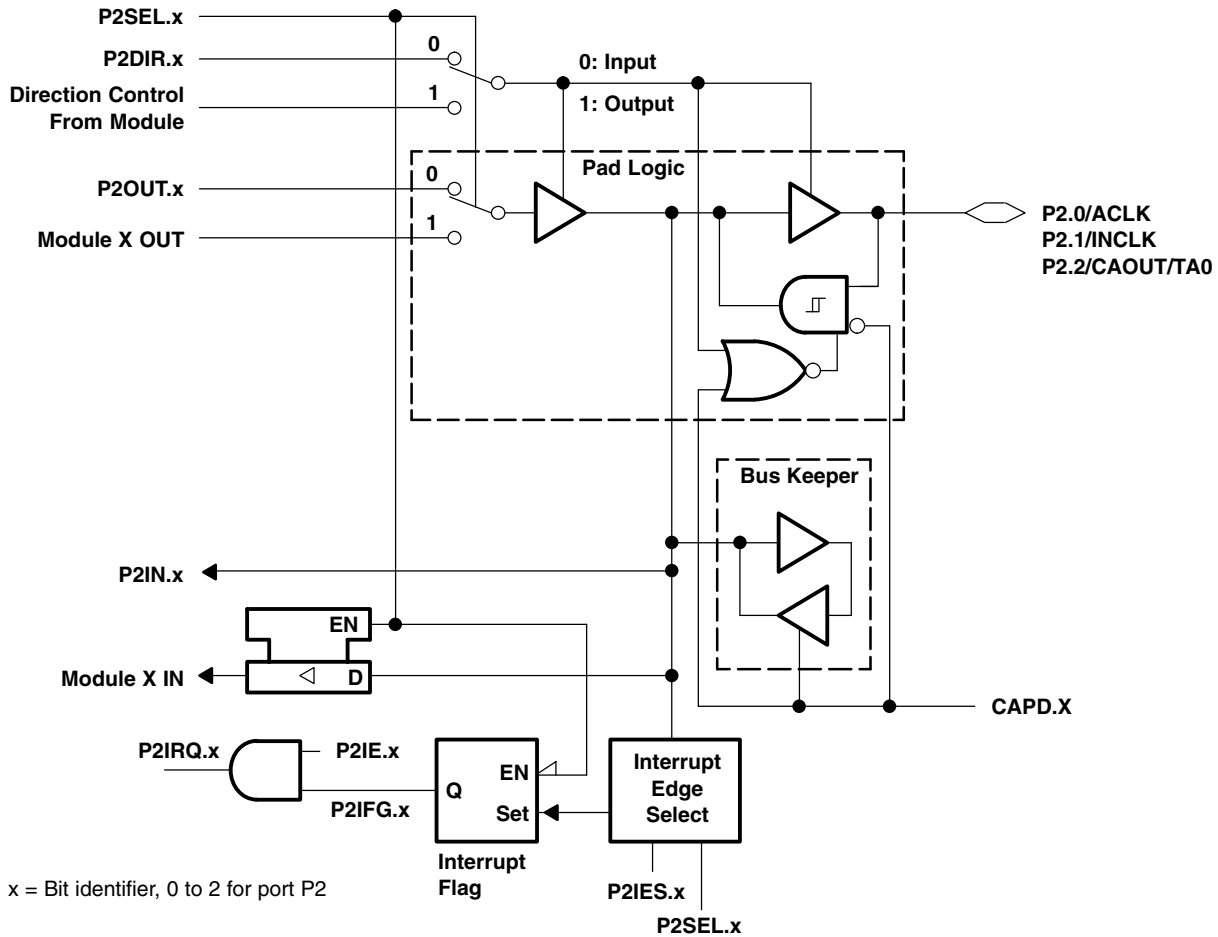 P2SEL.x
0
P2DIR.x
0: Input
1
Direction Control
From Module
1: Output
Pad Logic
0
P2OUT.x
1
Module X OUT
P2.0/ACLK
P2.1/INCLK
P2.2/CAOUT/TA0
Bus Keeper
P2IN.x
EN
Module X IN
D
CAPD.X
P2IRQ.x
P2IE.x
Interrupt
Edge
Select
EN
Q
Set
P2IFG.x
Interrupt
Flag
P2IES.x
P2SEL.x
x = Bit identifier, 0 to 2 for port P2